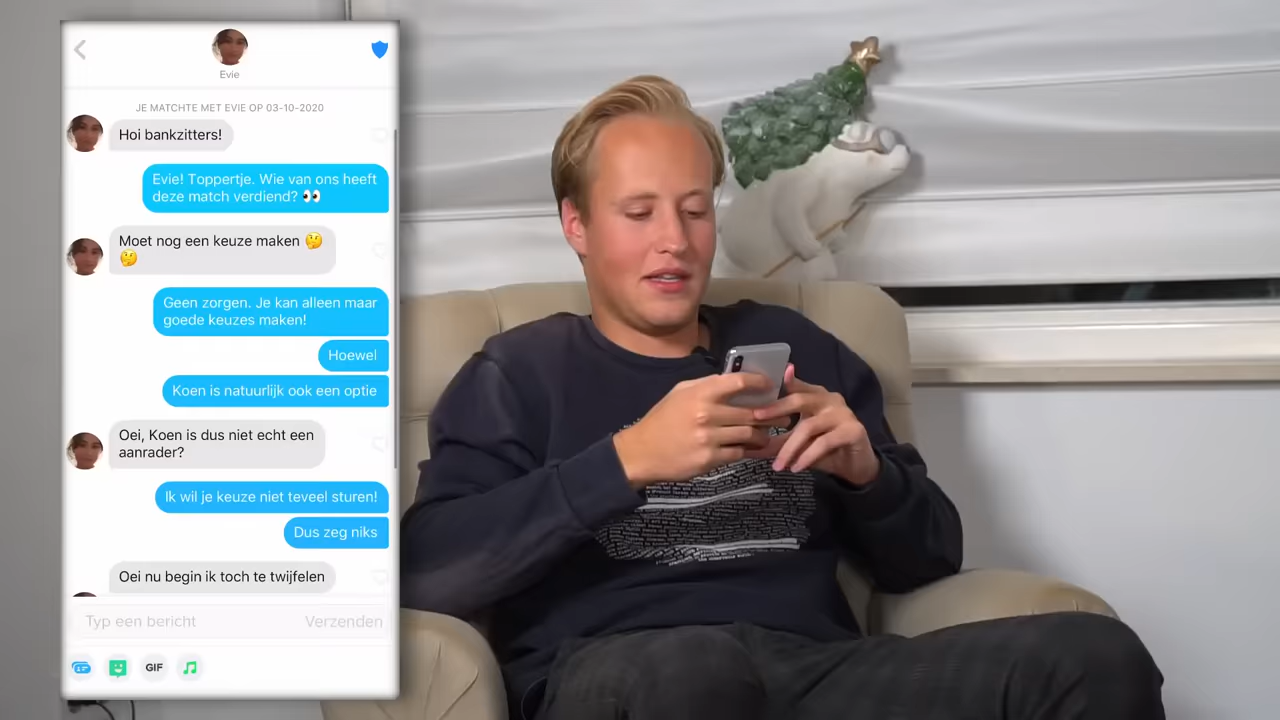 Evie
JE MATCHTE MET EVIE OP 03-10-2020
Hoi bankzitters!
Evie! Toppertje. Wie van ons heeft
deze match verdiend? 👀
Moet nog een keuze maken 🤔
🤔
Geen zorgen. Je kan alleen maar
goede keuzes maken!
Hoewel
Koen is natuurlijk ook een optie
Oei, Koen is dus niet echt een
aanrader?
Ik wil je keuze niet teveel sturen!
Dus zeg niks
Oei nu begin ik toch te twijfelen
Typ een bericht
Verzenden
GIF